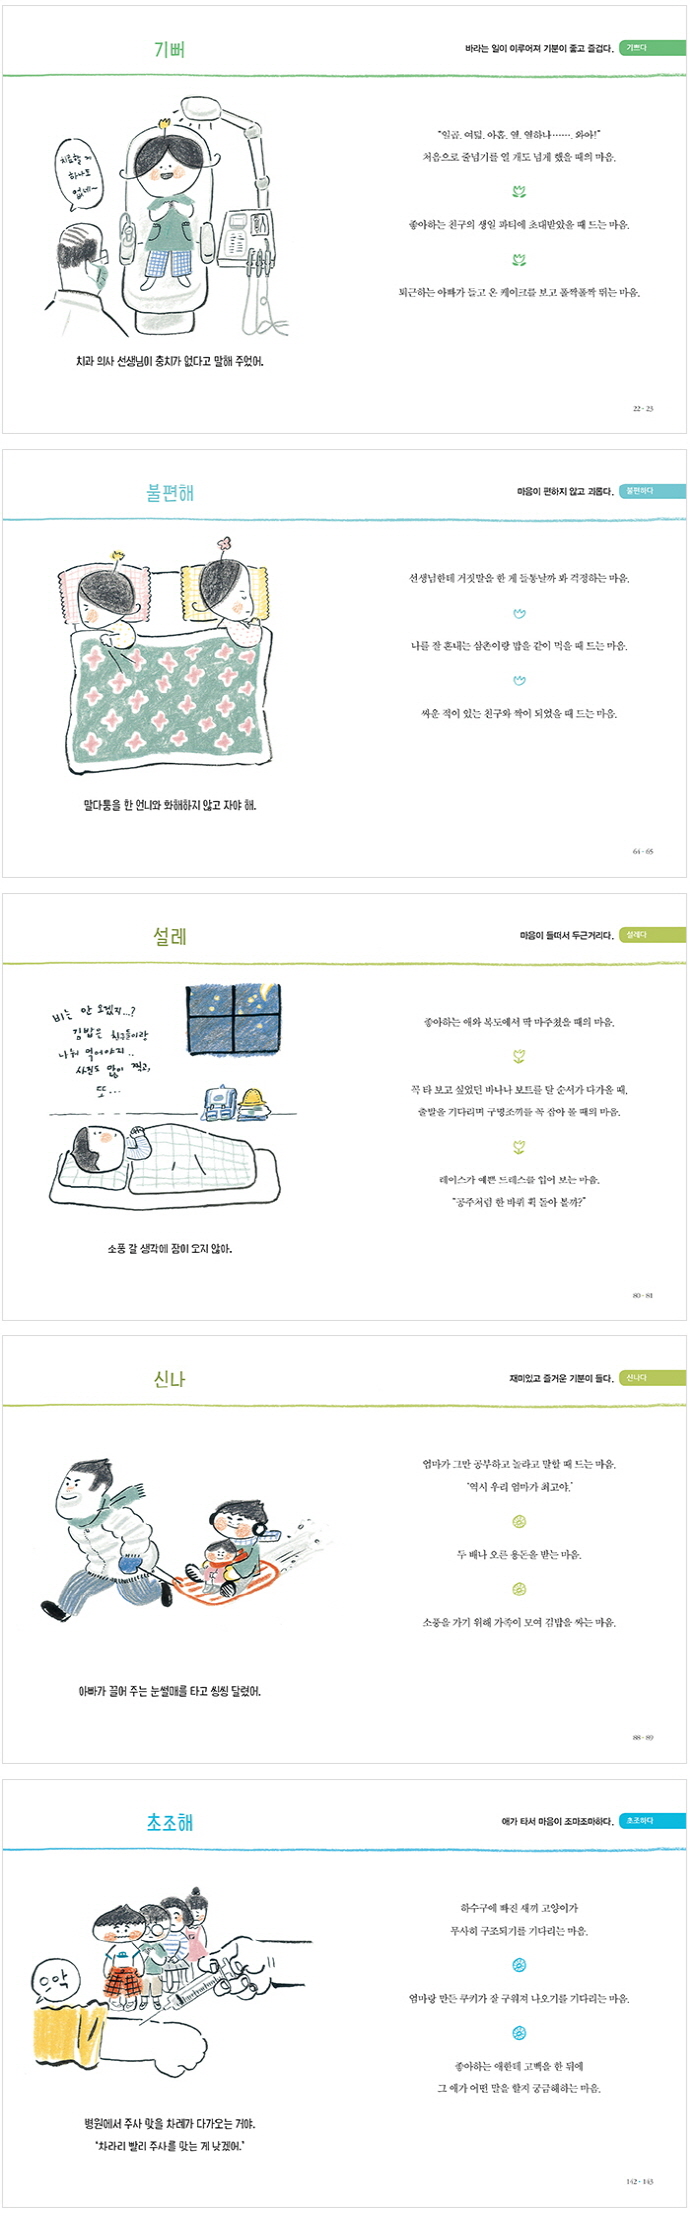 기뻐
바라는 일이 이루어져 기분이 좋고 즐겁다.
기쁘다
치료할 게
하나도
없네~
치과 의사 선생님이 충치가 없다고 말해 주었어.
“일곱, 여덟, 아홉, 열, 열하나……. 와아!”
처음으로 줄넘기를 열 개도 넘게 했을 때의 마음.
좋아하는 친구의 생일 파티에 초대받았을 때 드는 마음.
퇴근하는 아빠가 들고 온 케이크를 보고 폴짝폴짝 뛰는 마음.
22 - 23
불편해
마음이 편하지 않고 괴롭다.
불편하다
말다툼을 한 언니와 화해하지 않고 자야 해.
선생님한테 거짓말을 한 게 들통날까 봐 걱정하는 마음.
나를 잘 혼내는 삼촌이랑 밥을 같이 먹을 때 드는 마음.
싸운 적이 있는 친구와 짝이 되었을 때 드는 마음.
64 - 65
설레
마음이 들떠서 두근거리다.
설레다
비는 안 오겠지...?
김밥은 친구들이랑
나눠 먹어야지..
사진도 많이 찍고,
또...
소풍 갈 생각에 잠이 오지 않아.
좋아하는 애와 복도에서 딱 마주쳤을 때의 마음.
꼭 타 보고 싶었던 바나나 보트를 탈 순서가 다가올 때,
출발을 기다리며 구명조끼를 꼭 잡아 볼 때의 마음.
레이스가 예쁜 드레스를 입어 보는 마음.
“공주처럼 한 바퀴 휙 돌아 볼까?”
80 - 81
신나
재미있고 즐거운 기분이 들다.
신나다
아빠가 끌어 주는 눈썰매를 타고 씽씽 달렸어.
엄마가 그만 공부하고 놀라고 말할 때 드는 마음.
‘역시 우리 엄마가 최고야.’
두 배나 오른 용돈을 받는 마음.
소풍을 가기 위해 가족이 모여 김밥을 싸는 마음.
88 - 89
초조해
애가 타서 마음이 조마조마하다.
초조하다
으악
병원에서 주사 맞을 차례가 다가오는 거야.
“차라리 빨리 주사를 맞는 게 낫겠어.”
하수구에 빠진 새끼 고양이가
무사히 구조되기를 기다리는 마음.
엄마랑 만든 쿠키가 잘 구워져 나오기를 기다리는 마음.
좋아하는 애한테 고백을 한 뒤에
그 애가 어떤 말을 할지 궁금해하는 마음.
142 - 143